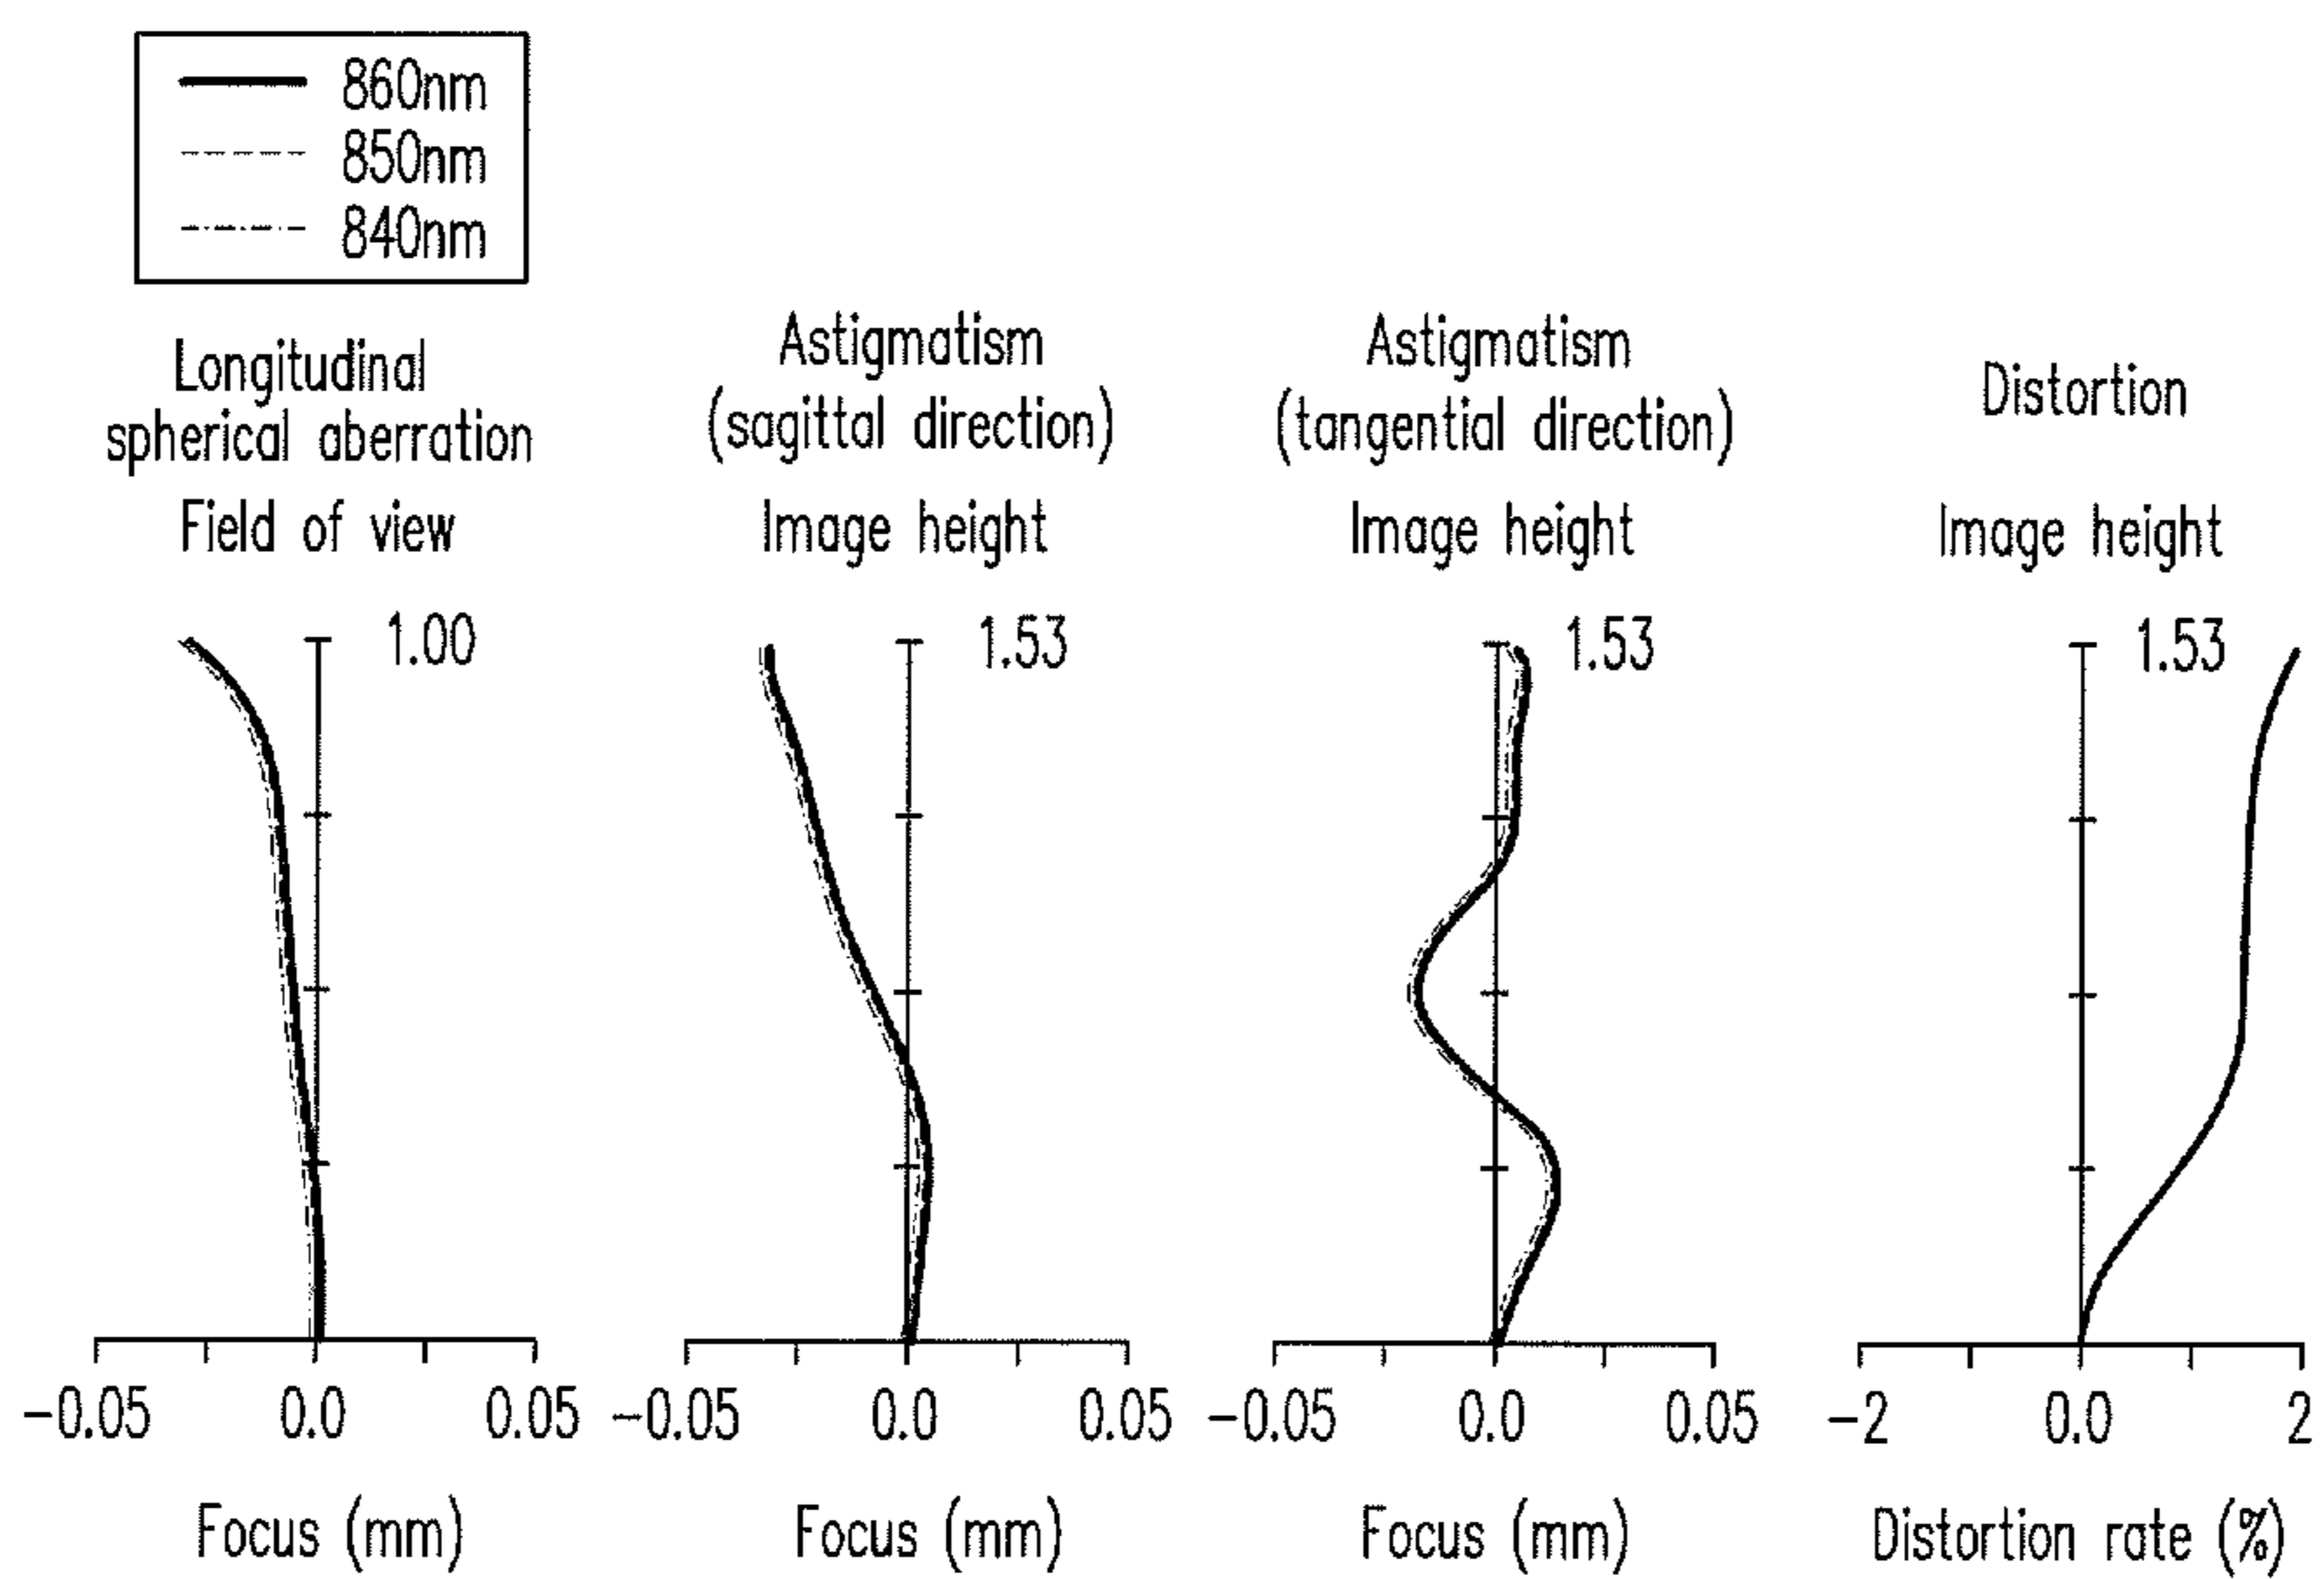 860nm
850nm
840nm
Longitudinal
spherical aberration
Field of view
1.00
-0.05 0.0 0.05
Focus (mm)
Astigmatism
(sagittal direction)
Image height
1.53
-0.05 0.0 0.05
Focus (mm)
Astigmatism
(tangential direction)
Image height
1.53
-0.05 0.0 0.05
Focus (mm)
Distortion
Image height
1.53
-2 0.0 2
Distortion rate (%)